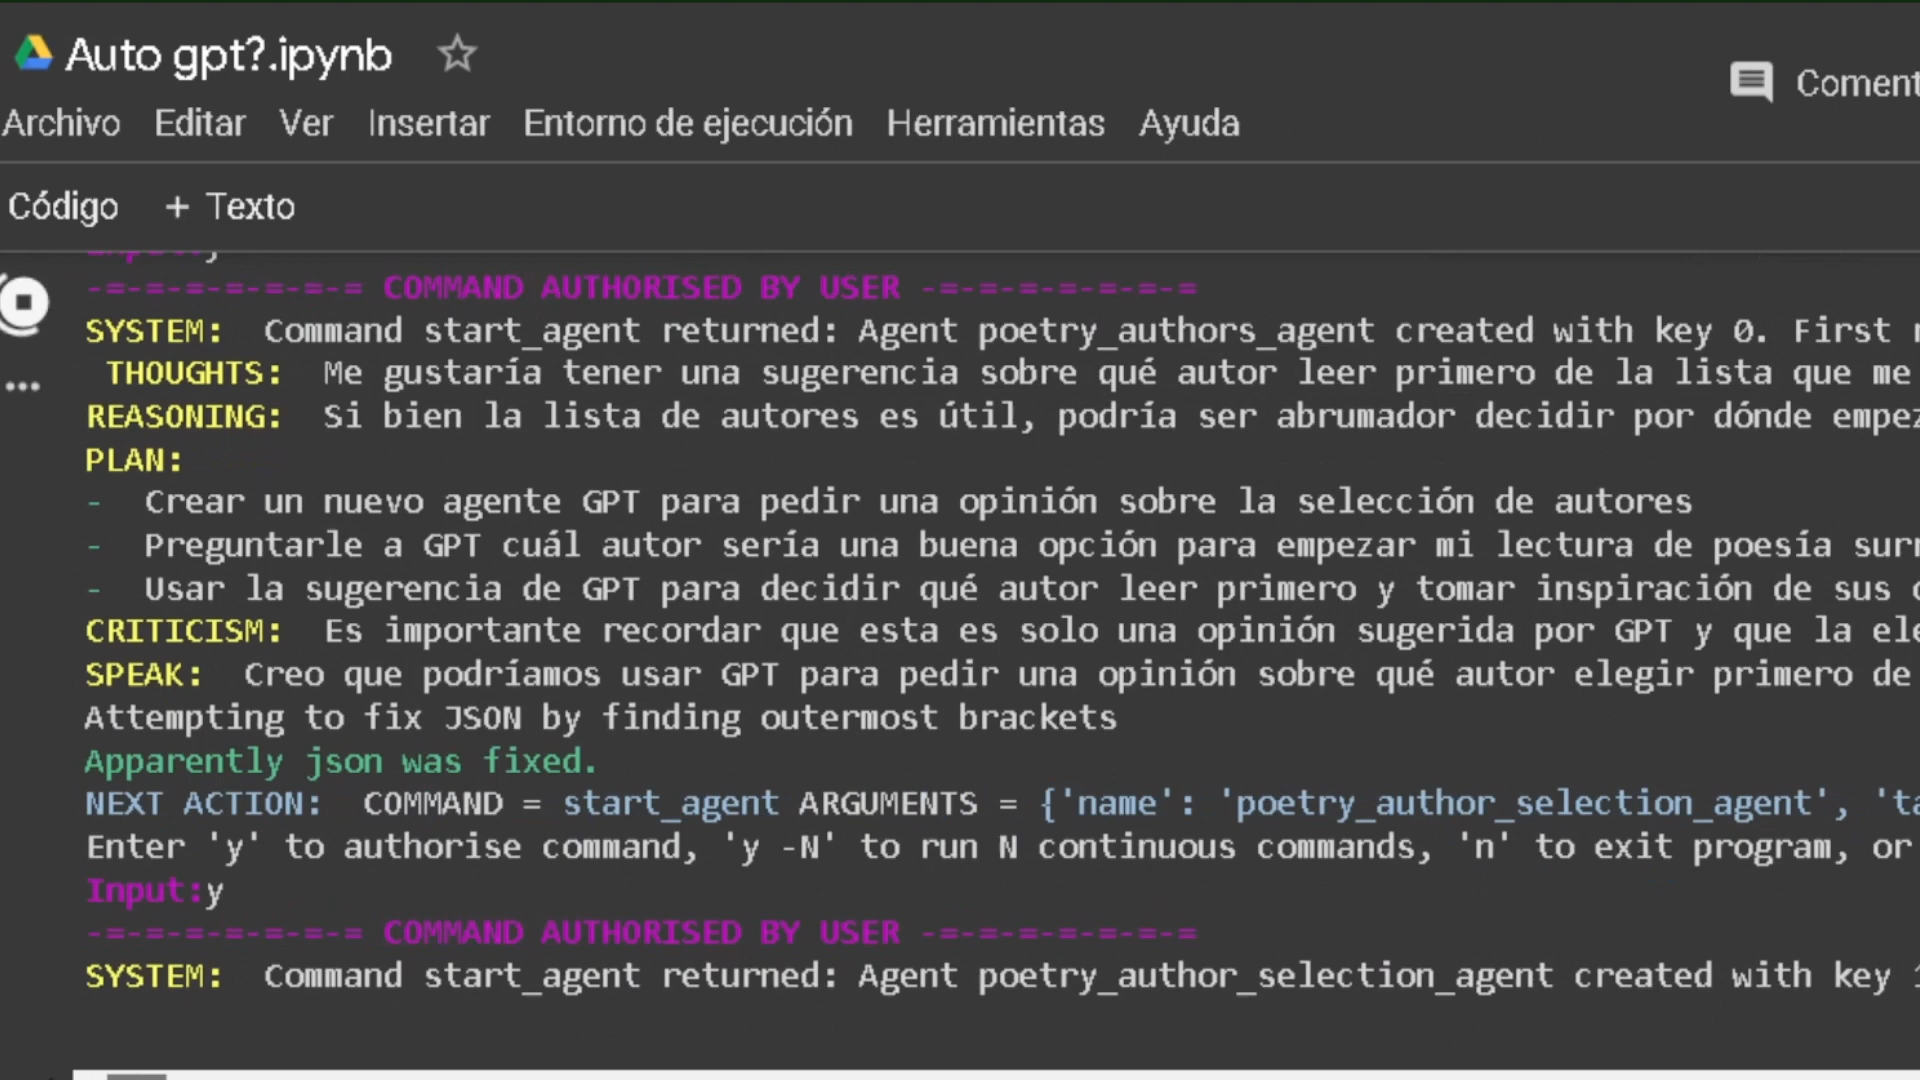 Auto gpt?.ipynb
Coment
Archivo Editar Ver Insertar Entorno de ejecución Herramientas Ayuda
Código + Texto
-=-=-=-=-=-=-= COMMAND AUTHORISED BY USER -=-=-=-=-=-=-=
SYSTEM: Command start_agent returned: Agent poetry_authors_agent created with key 0. First
THOUGHTS: Me gustaría tener una sugerencia sobre qué autor leer primero de la lista que me
REASONING: Si bien la lista de autores es útil, podría ser abrumador decidir por dónde empez
PLAN:
- Crear un nuevo agente GPT para pedir una opinión sobre la selección de autores
- Preguntarle a GPT cuál autor sería una buena opción para empezar mi lectura de poesía surr
- Usar la sugerencia de GPT para decidir qué autor leer primero y tomar inspiración de sus
CRITICISM: Es importante recordar que esta es solo una opinión sugerida por GPT y que la ele
SPEAK: Creo que podríamos usar GPT para pedir una opinión sobre qué autor elegir primero de
Attempting to fix JSON by finding outermost brackets
Apparently json was fixed.
NEXT ACTION: COMMAND = start_agent ARGUMENTS = {'name': 'poetry_author_selection_agent', 'ta
Enter 'y' to authorise command, 'y -N' to run N continuous commands, 'n' to exit program, or
Input:y
-=-=-=-=-=-=-= COMMAND AUTHORISED BY USER -=-=-=-=-=-=-=
SYSTEM: Command start_agent returned: Agent poetry_author_selection_agent created with key